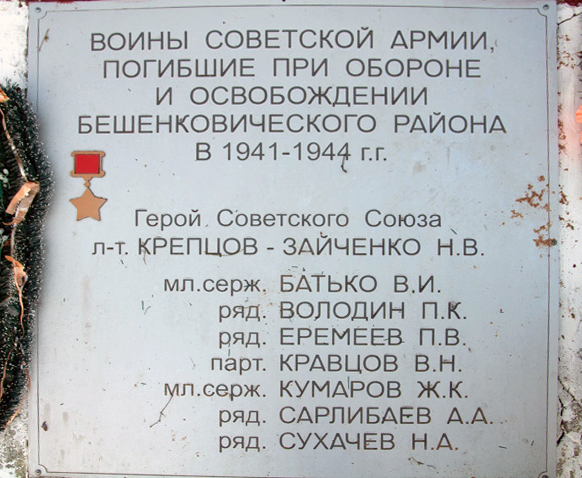 ВОИНЫ СОВЕТСКОЙ АРМИИ,
ПОГИБШИЕ ПРИ ОБОРОНЕ
И ОСВОБОЖДЕНИИ
БЕШЕНКОВИЧЕСКОГО РАЙОНА
В 1941-1944 г.г.
Герой Советского Союза
л-т. КРЕПЦОВ - ЗАЙЧЕНКО Н.В.
мл.серж. БАТЬКО В.И.
ряд. ВОЛОДИН П.К.
ряд. ЕРЕМЕЕВ П.В.
парт. КРАВЦОВ В.Н.
мл.серж. КУМАРОВ Ж.К.
ряд. САРЛИБАЕВ А.А.
ряд. СУХАЧЕВ Н.А.